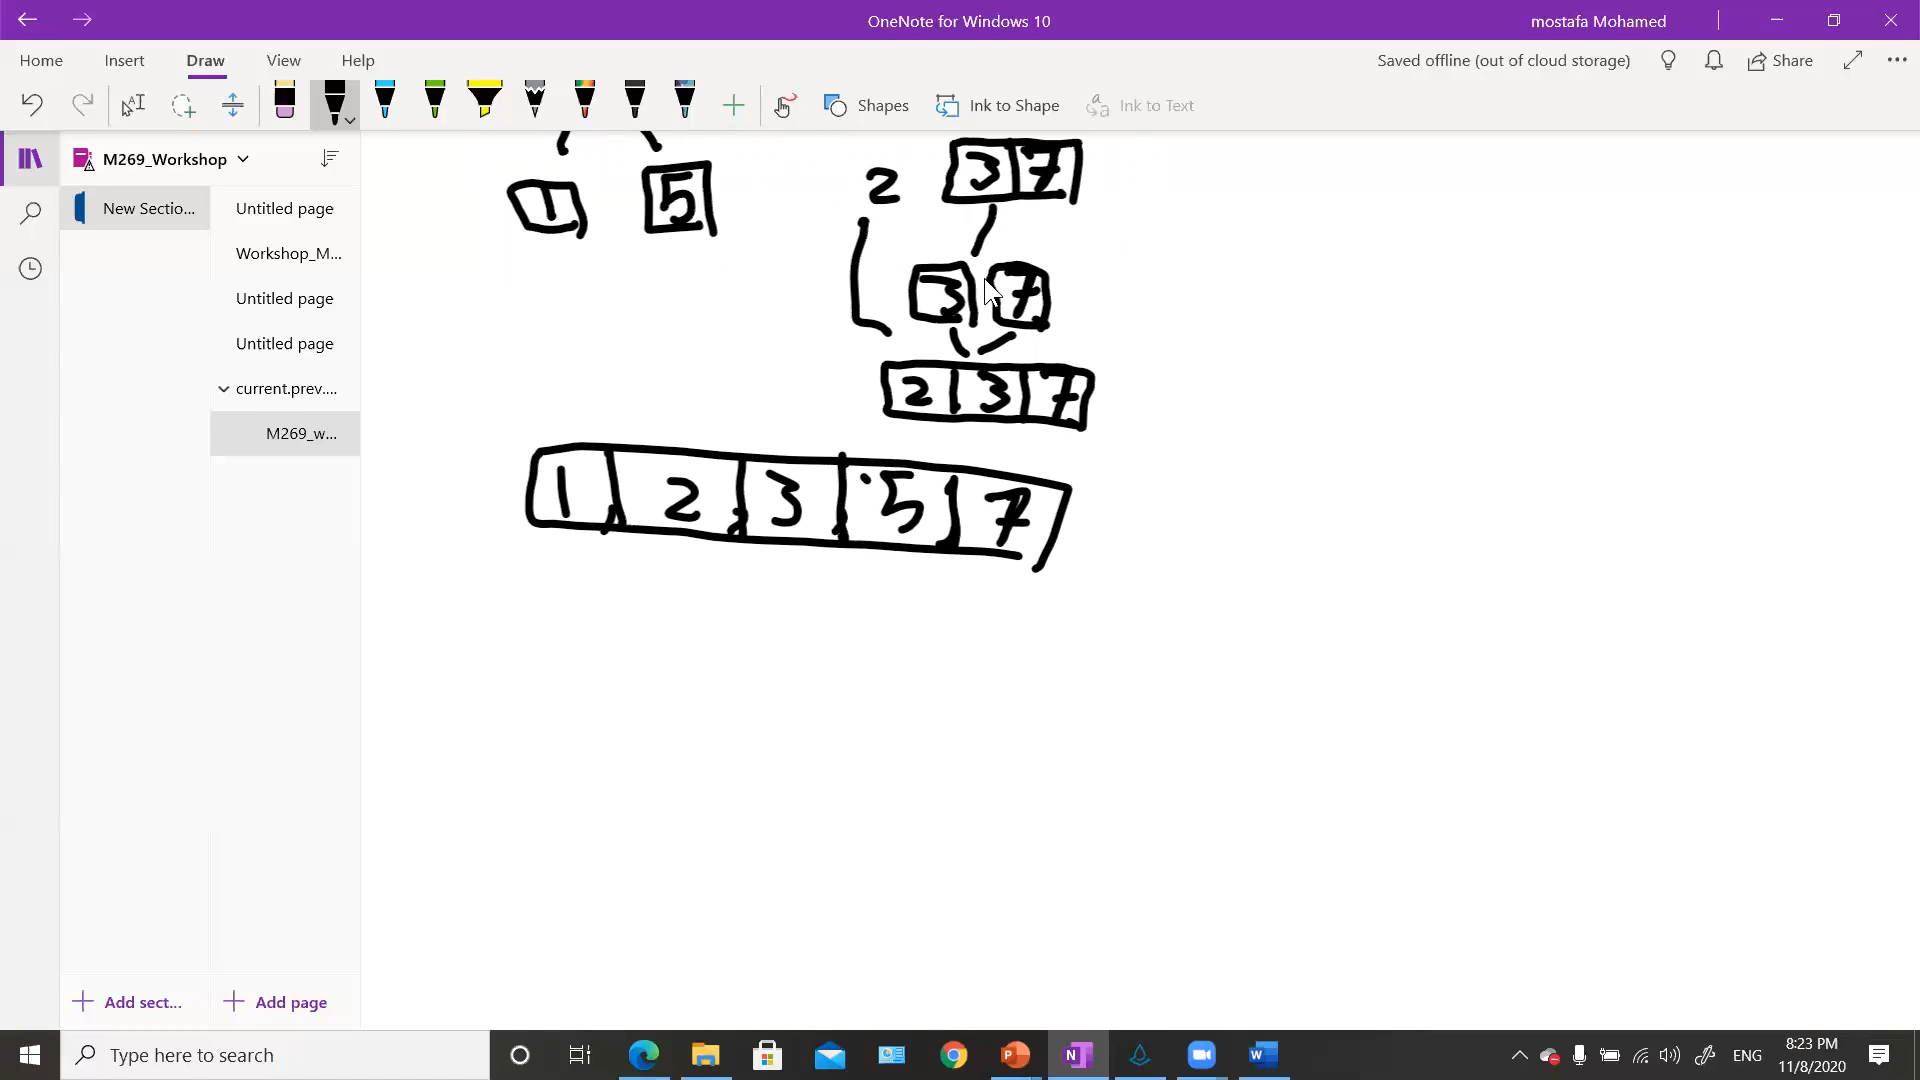 OneNote for Windows 10
mostafa Mohamed
Home Insert Draw View Help
Saved offline (out of cloud storage)
Share
Shapes
Ink to Shape
Ink to Text
M269_Workshop
New Sectio...
Untitled page
Workshop_M...
Untitled page
Untitled page
current.prev....
M269_w...
Add sect...
Add page
1 5 2 3 7
3 7
2 3 7
1 2 3 5 7
Type here to search
ENG
8:23 PM
11/8/2020